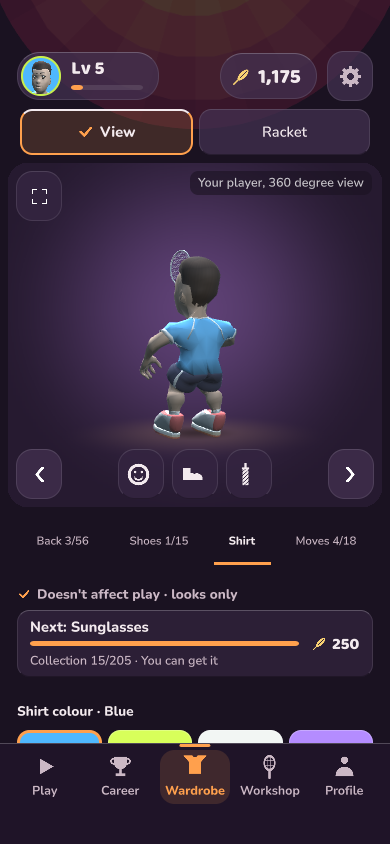 Lv 5
1,175
View
Racket
Your player, 360 degree view
Back 3/56
Shoes 1/15
Shirt
Moves 4/18
Doesn't affect play · looks only
Next: Sunglasses
250
Collection 15/205 · You can get it
Shirt colour · Blue
Play
Career
Wardrobe
Workshop
Profile